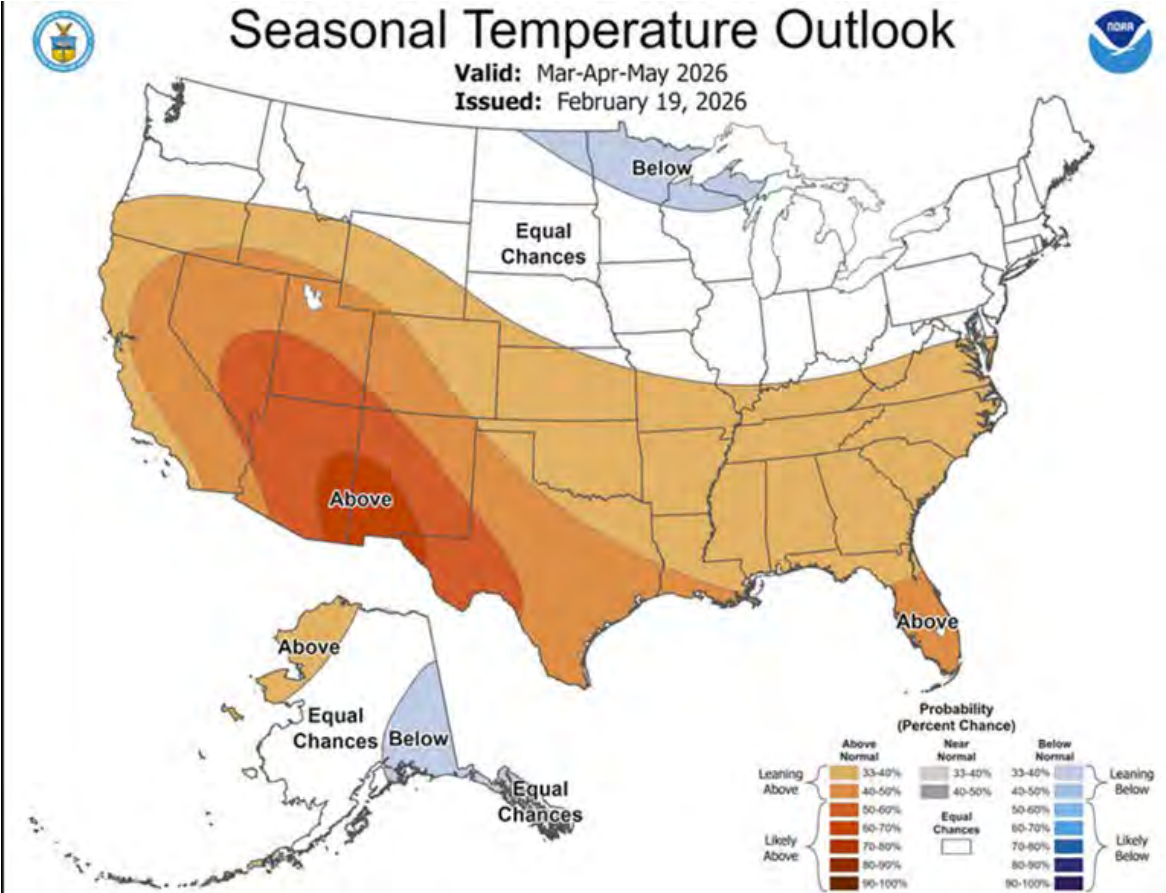 Seasonal Temperature Outlook
NOAA
Valid: Mar-Apr-May 2026
Issued: February 19, 2026
Below
Equal
Chances
Above
Above
Above
Equal
Chances
Below
Equal
Chances
Probability
(Percent Chance)
Above
Normal
Near
Normal
Below
Normal
Leaning
Above
33-40%
40-50%
50-60%
60-70%
70-80%
80-90%
90-100%
Likely
Above
33-40%
40-50%
Equal
Chances
33-40%
40-50%
50-60%
60-70%
70-80%
80-90%
90-100%
Leaning
Below
Likely
Below